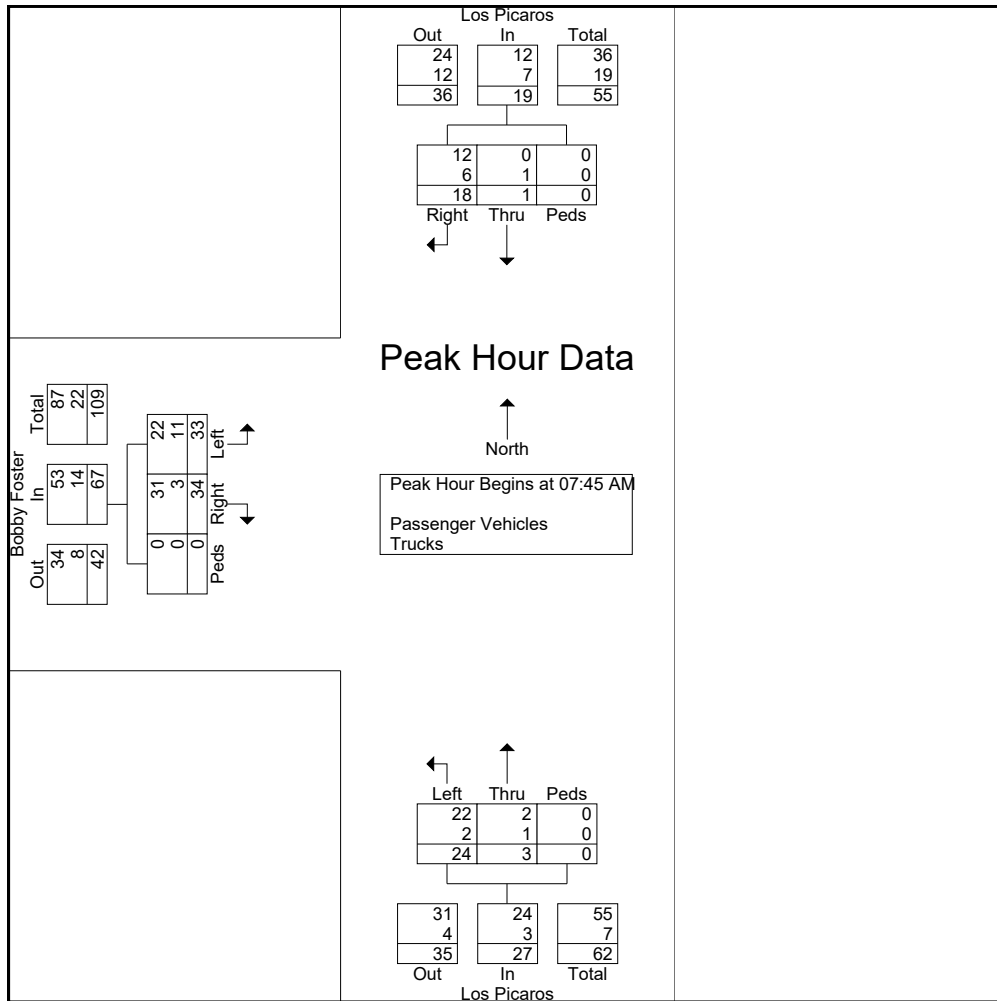 Los Picaros
Out In Total
24 12 36
12 7 19
36 19 55
12 0 0
6 1 0
18 1 0
Right Thru Peds
Peak Hour Data
North
Peak Hour Begins at 07:45 AM
Passenger Vehicles
Trucks
Bobby Foster
Out In Total
34 53 87
8 14 22
42 67 109
0 31 22
0 3 11
0 34 33
Peds Right Left
Left Thru Peds
22 2 0
2 1 0
24 3 0
31 24 55
4 3 7
35 27 62
Out In Total
Los Picaros